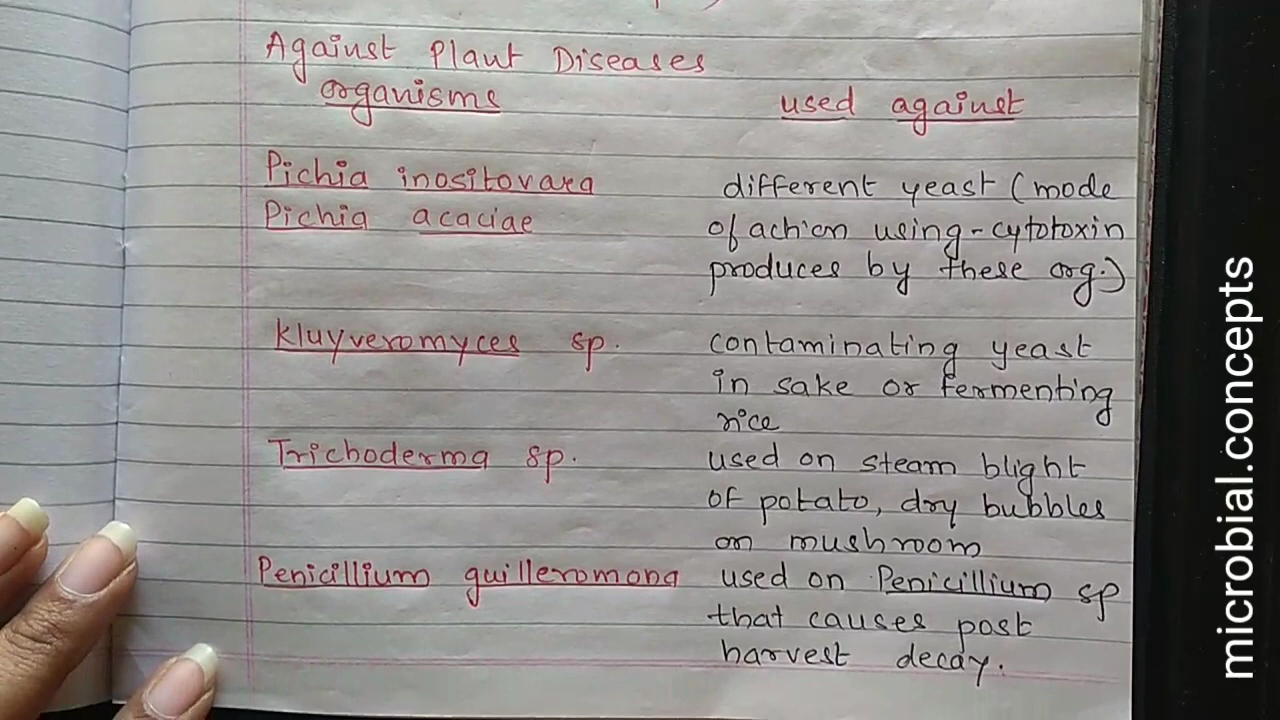 Against Plant Diseases
organisms used against
Pichia inositovara different yeast (mode
Pichia acaciae of action using - cytotoxin
produces by these org.)
Kluyveromyces sp. contaminating yeast
in sake or fermenting
rice
Trichoderma sp. used on steam blight
of potato, dry bubbles
on mushroom
Penicillium guilleromona used on Penicillium sp
that causes post
harvest decay.
microbial.concepts